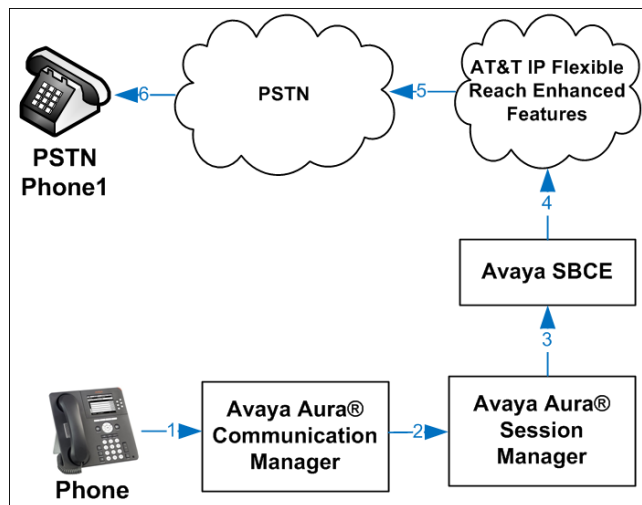 PSTN
AT&T IP Flexible
Reach Enhanced
Features
6
5
PSTN
Phone1
4
Avaya SBCE
3
Avaya Aura®
Communication
Manager
Avaya Aura®
Session
Manager
1
2
Phone